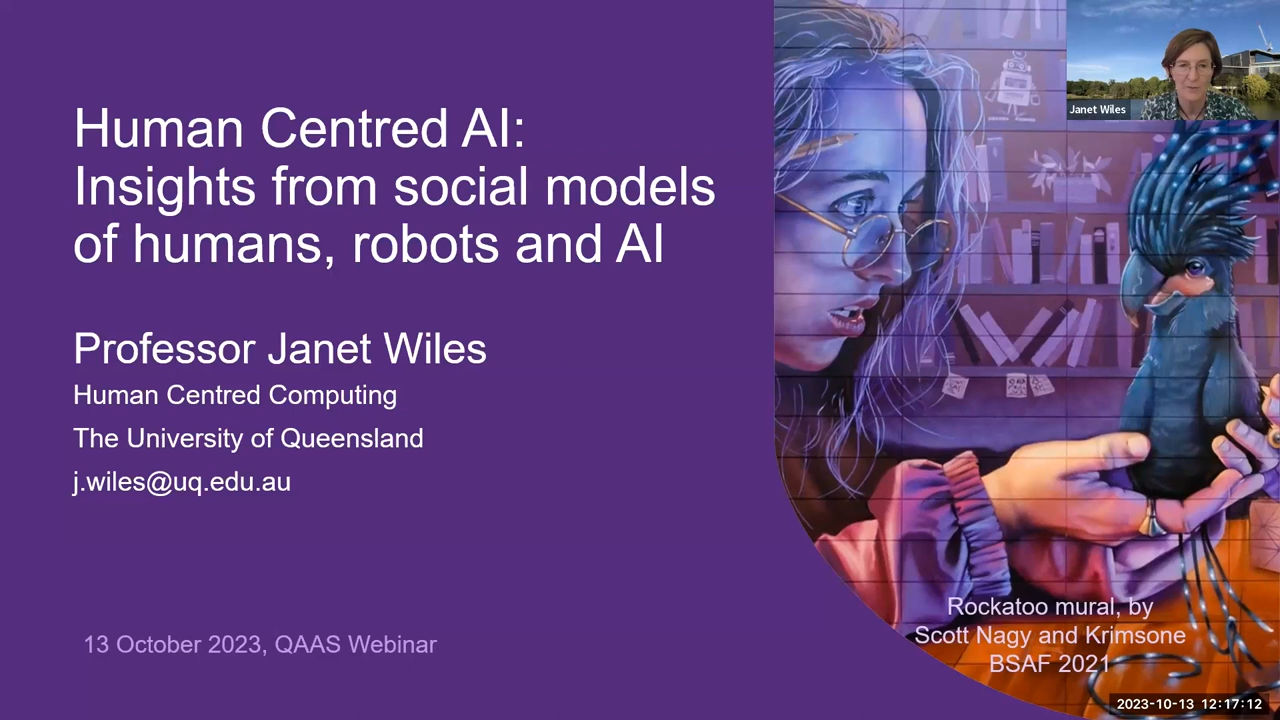 Human Centred AI:
Insights from social models
of humans, robots and AI
Professor Janet Wiles
Human Centred Computing
The University of Queensland
j.wiles@uq.edu.au
13 October 2023, QAAS Webinar
Janet Wiles
Rockatoo mural, by
Scott Nagy and Krimsone
BSAF 2021
2023-10-13 12:17:12